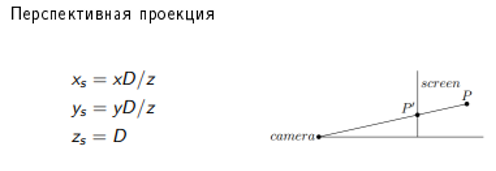 Перспективная проекция
xₛ = xD/z
yₛ = yD/z
zₛ = D
screen
P
P'
camera